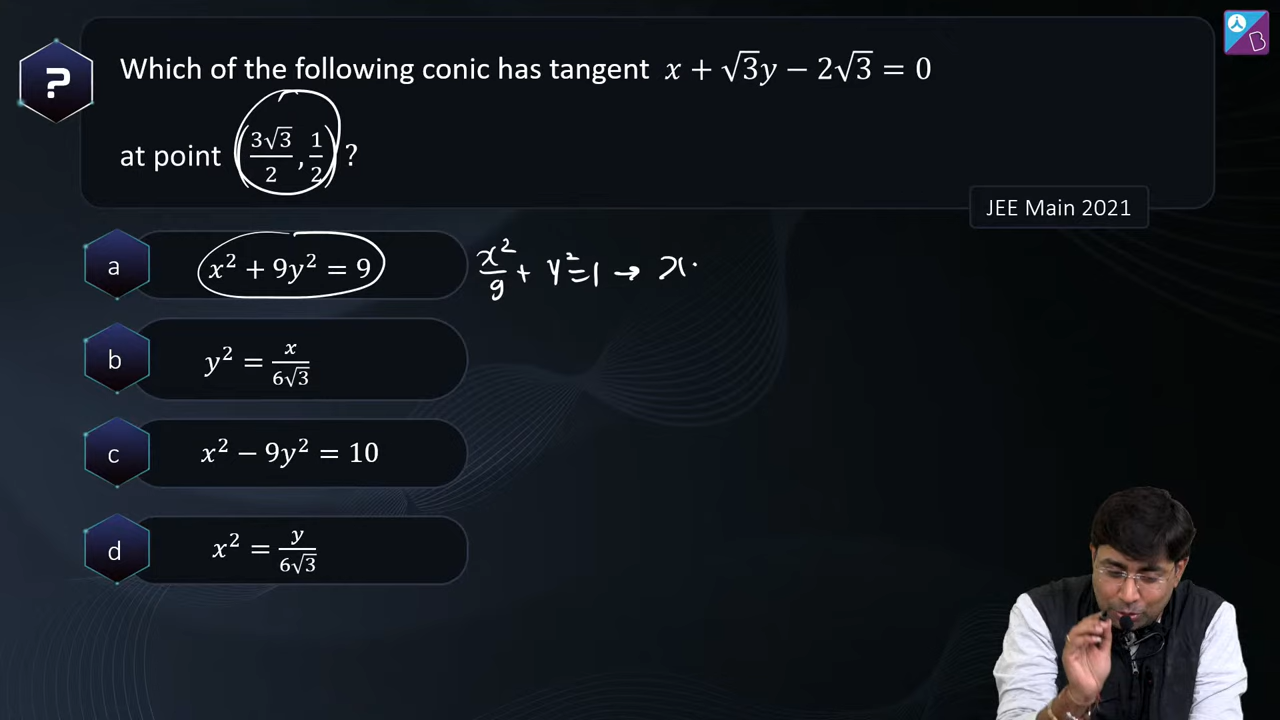 ?
Which of the following conic has tangent x + √3y − 2√3 = 0
at point (3√3/2, 1/2) ?
JEE Main 2021
a x² + 9y² = 9 x²/9 + y² = 1 → x·
b y² = x/6√3
c x² − 9y² = 10
d x² = y/6√3
B